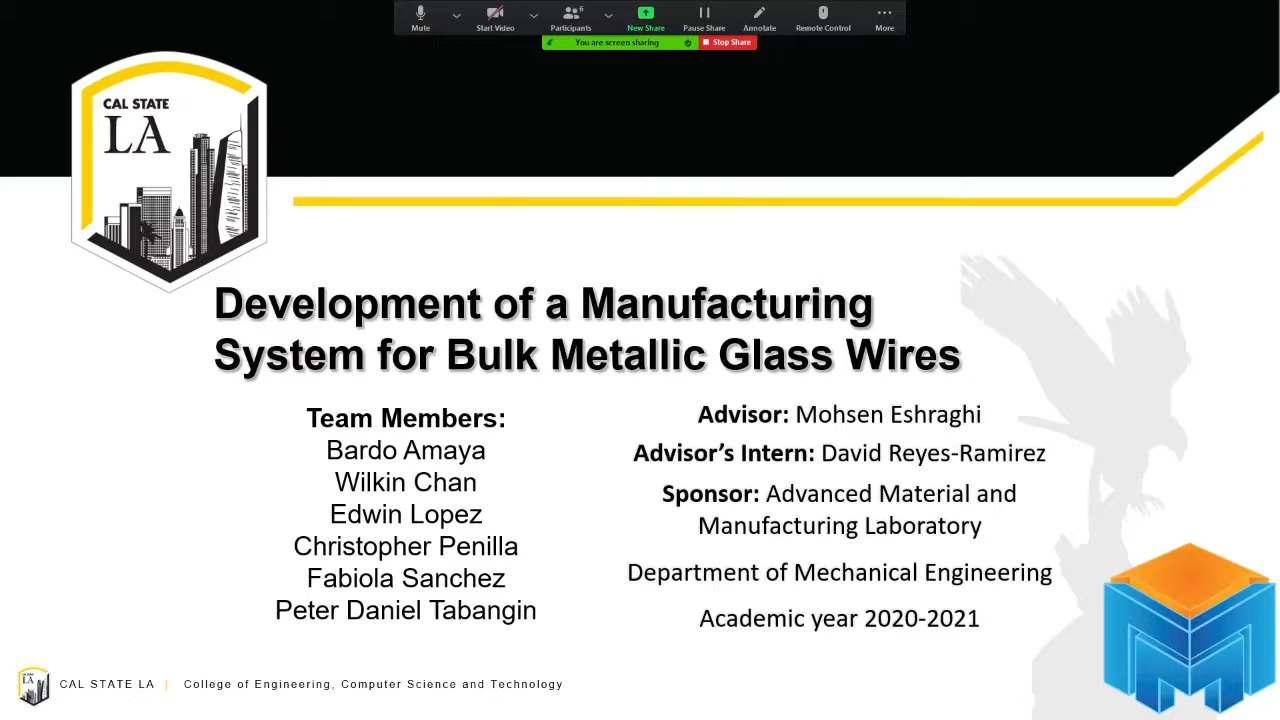 Mute
Start Video
6
Participants
New Share
Pause Share
Annotate
Remote Control
More
You are screen sharing
Stop Share
CAL STATE
LA
Development of a Manufacturing
System for Bulk Metallic Glass Wires
Team Members:
Bardo Amaya
Wilkin Chan
Edwin Lopez
Christopher Penilla
Fabiola Sanchez
Peter Daniel Tabangin
Advisor: Mohsen Eshraghi
Advisor's Intern: David Reyes-Ramirez
Sponsor: Advanced Material and
Manufacturing Laboratory
Department of Mechanical Engineering
Academic year 2020-2021
CAL STATE
LA
CAL STATE LA | College of Engineering, Computer Science and Technology